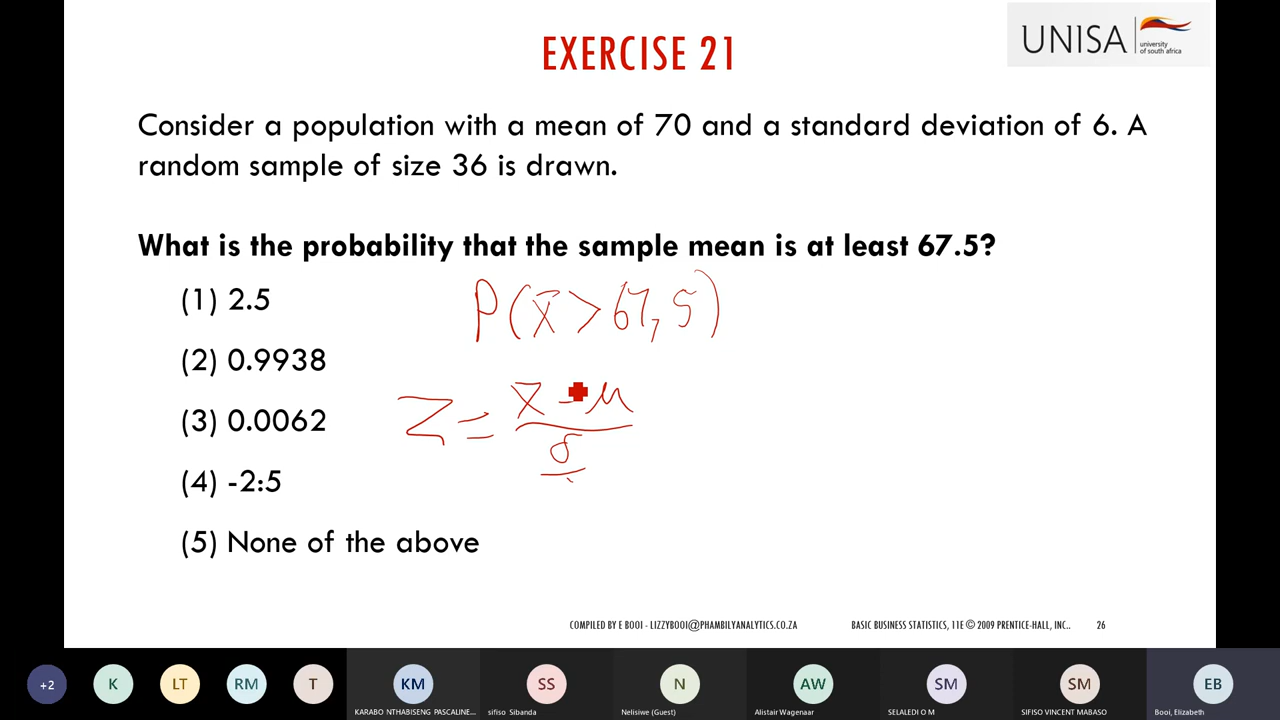 EXERCISE 21
UNISA university of south africa
Consider a population with a mean of 70 and a standard deviation of 6. A
random sample of size 36 is drawn.
What is the probability that the sample mean is at least 67.5?
(1) 2.5
P(x̄ > 67,5)
(2) 0.9938
Z = x̄ - μ
σ
(3) 0.0062
(4) -2:5
(5) None of the above
COMPILED BY E BOOI - LIZZYBOOI@PHAMBILYANALYTICS.CO.ZA
BASIC BUSINESS STATISTICS, 11E © 2009 PRENTICE-HALL, INC..
26
+2
K
LT
RM
T
KM
SS
N
AW
SM
SM
EB
KARABO NTHABISENG PASCALINE...
sifiso Sibanda
Nelisiwe (Guest)
Alistair Wagenaar
SELALEDI O M
SIFISO VINCENT MABASO
Booi, Elizabeth